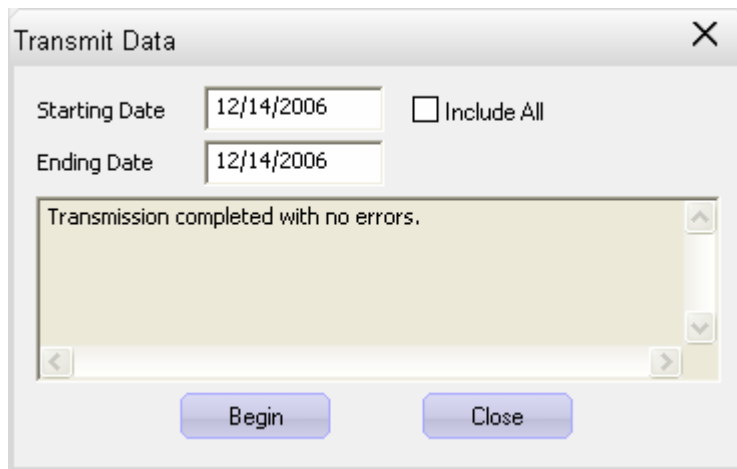 Transmit Data
Starting Date 12/14/2006 Include All
Ending Date 12/14/2006
Transmission completed with no errors.
Begin Close